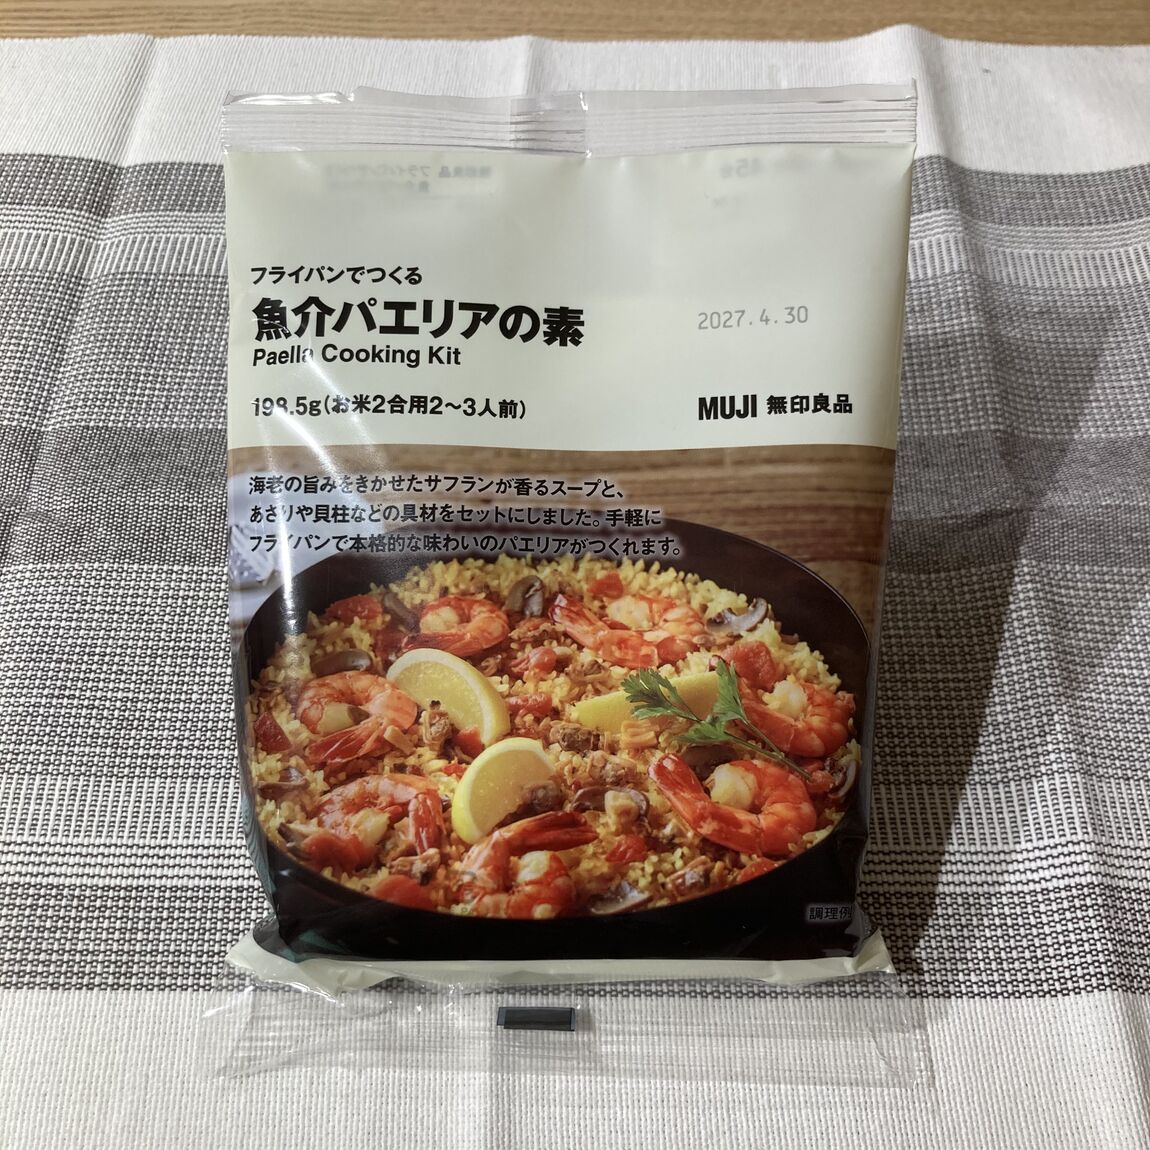 フライパンでつくる
魚介パエリアの素
Paella Cooking Kit
2027.4.30
198.5g(お米2合用2〜3人前)
MUJI 無印良品
海老の旨みをきかせたサフランが香るスープと、
あさりや貝柱などの具材をセットにしました。手軽に
フライパンで本格的な味わいのパエリアがつくれます。
調理例